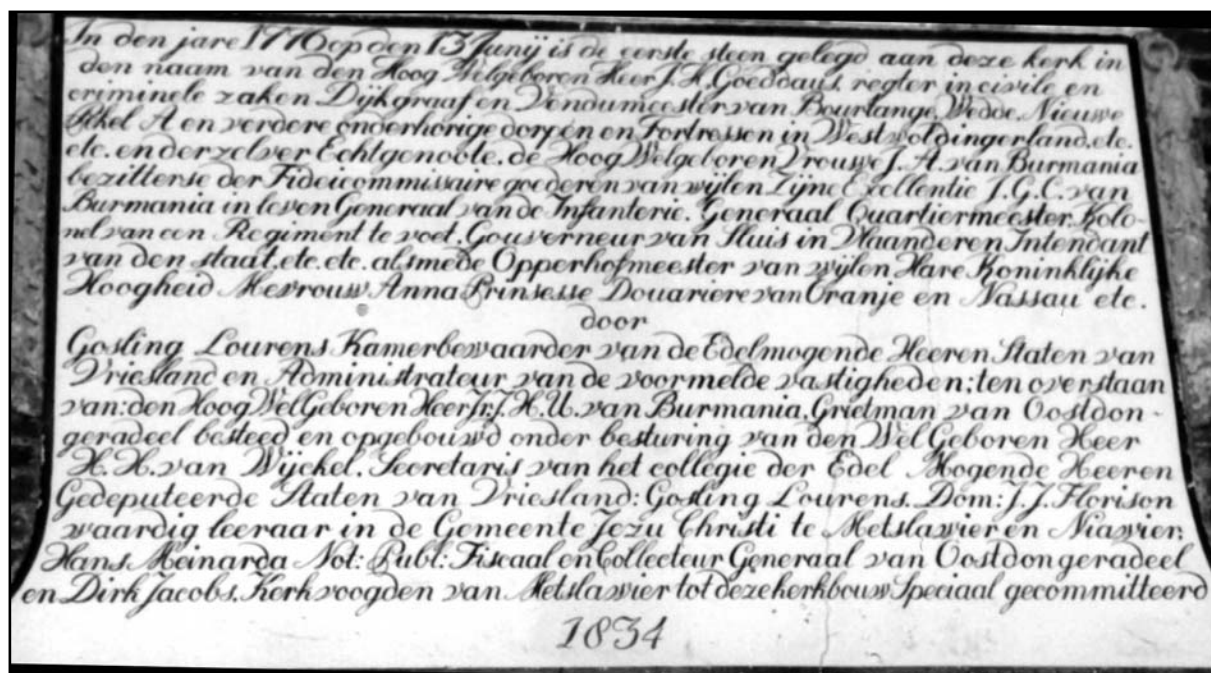 In den jare 1776 op den 13 Junij is de eerste steen gelegd aan deze kerk in
den naam van den Hoog Welgeboren Heer J. H. Goeddaus, regter in civile en
criminele zaken Dijkgraaf en Vendumeester van Bourtange, Wedde, Nieuwe
Pekel A en verdere onderhorige dorpen en Fortressen in Westwoldingerland, etc.
etc. en derzelver Echtgenoote, de Hoog Welgeboren Vrouwe J. A. van Burmania
bezitterse der Fideicommissaire goederen van wijlen Zijne Excellentie J. G. C. van
Burmania in leven Generaal van de Infanterie, Generaal Quartiermeester, Kolo-
nel van een Regiment te voet, Gouverneur van Sluis in Vlaanderen Intendant
van den staat, etc. etc. alsmede Opperhofmeester van wijlen Hare Koninklijke
Hoogheid Mevrouw Anna Prinsesse Douariere van Oranje en Nassau etc.
door
Gosling Lourens Kamerbewaarder van de Edelmogende Heeren Staten van
Vriesland en Administrateur van de voormelde vastigheden: ten overstaan
van: den Hoog Wel Geboren Heer Jr. J. H. U. van Burmania, Grietman van Oostdon-
geradeel besteed en opgebouwd onder besturing van den Wel Geboren Heer
H. H. van Wijckel, Secretaris van het collegie der Edel Mogende Heeren
Gedeputeerde Staten van Vriesland: Gosling Lourens. Dom: J. J. Florison
waardig leeraar in de Gemeente Jezu Christi te Metslawier en Niawier:
Hans Meinarda Not: Publ: Fiscaal en Collecteur Generaal van Oostdongeradeel
en Dirk Jacobs, Kerkvoogden van Metslawier tot deze kerkbouw Speciaal gecommitteerd
1834